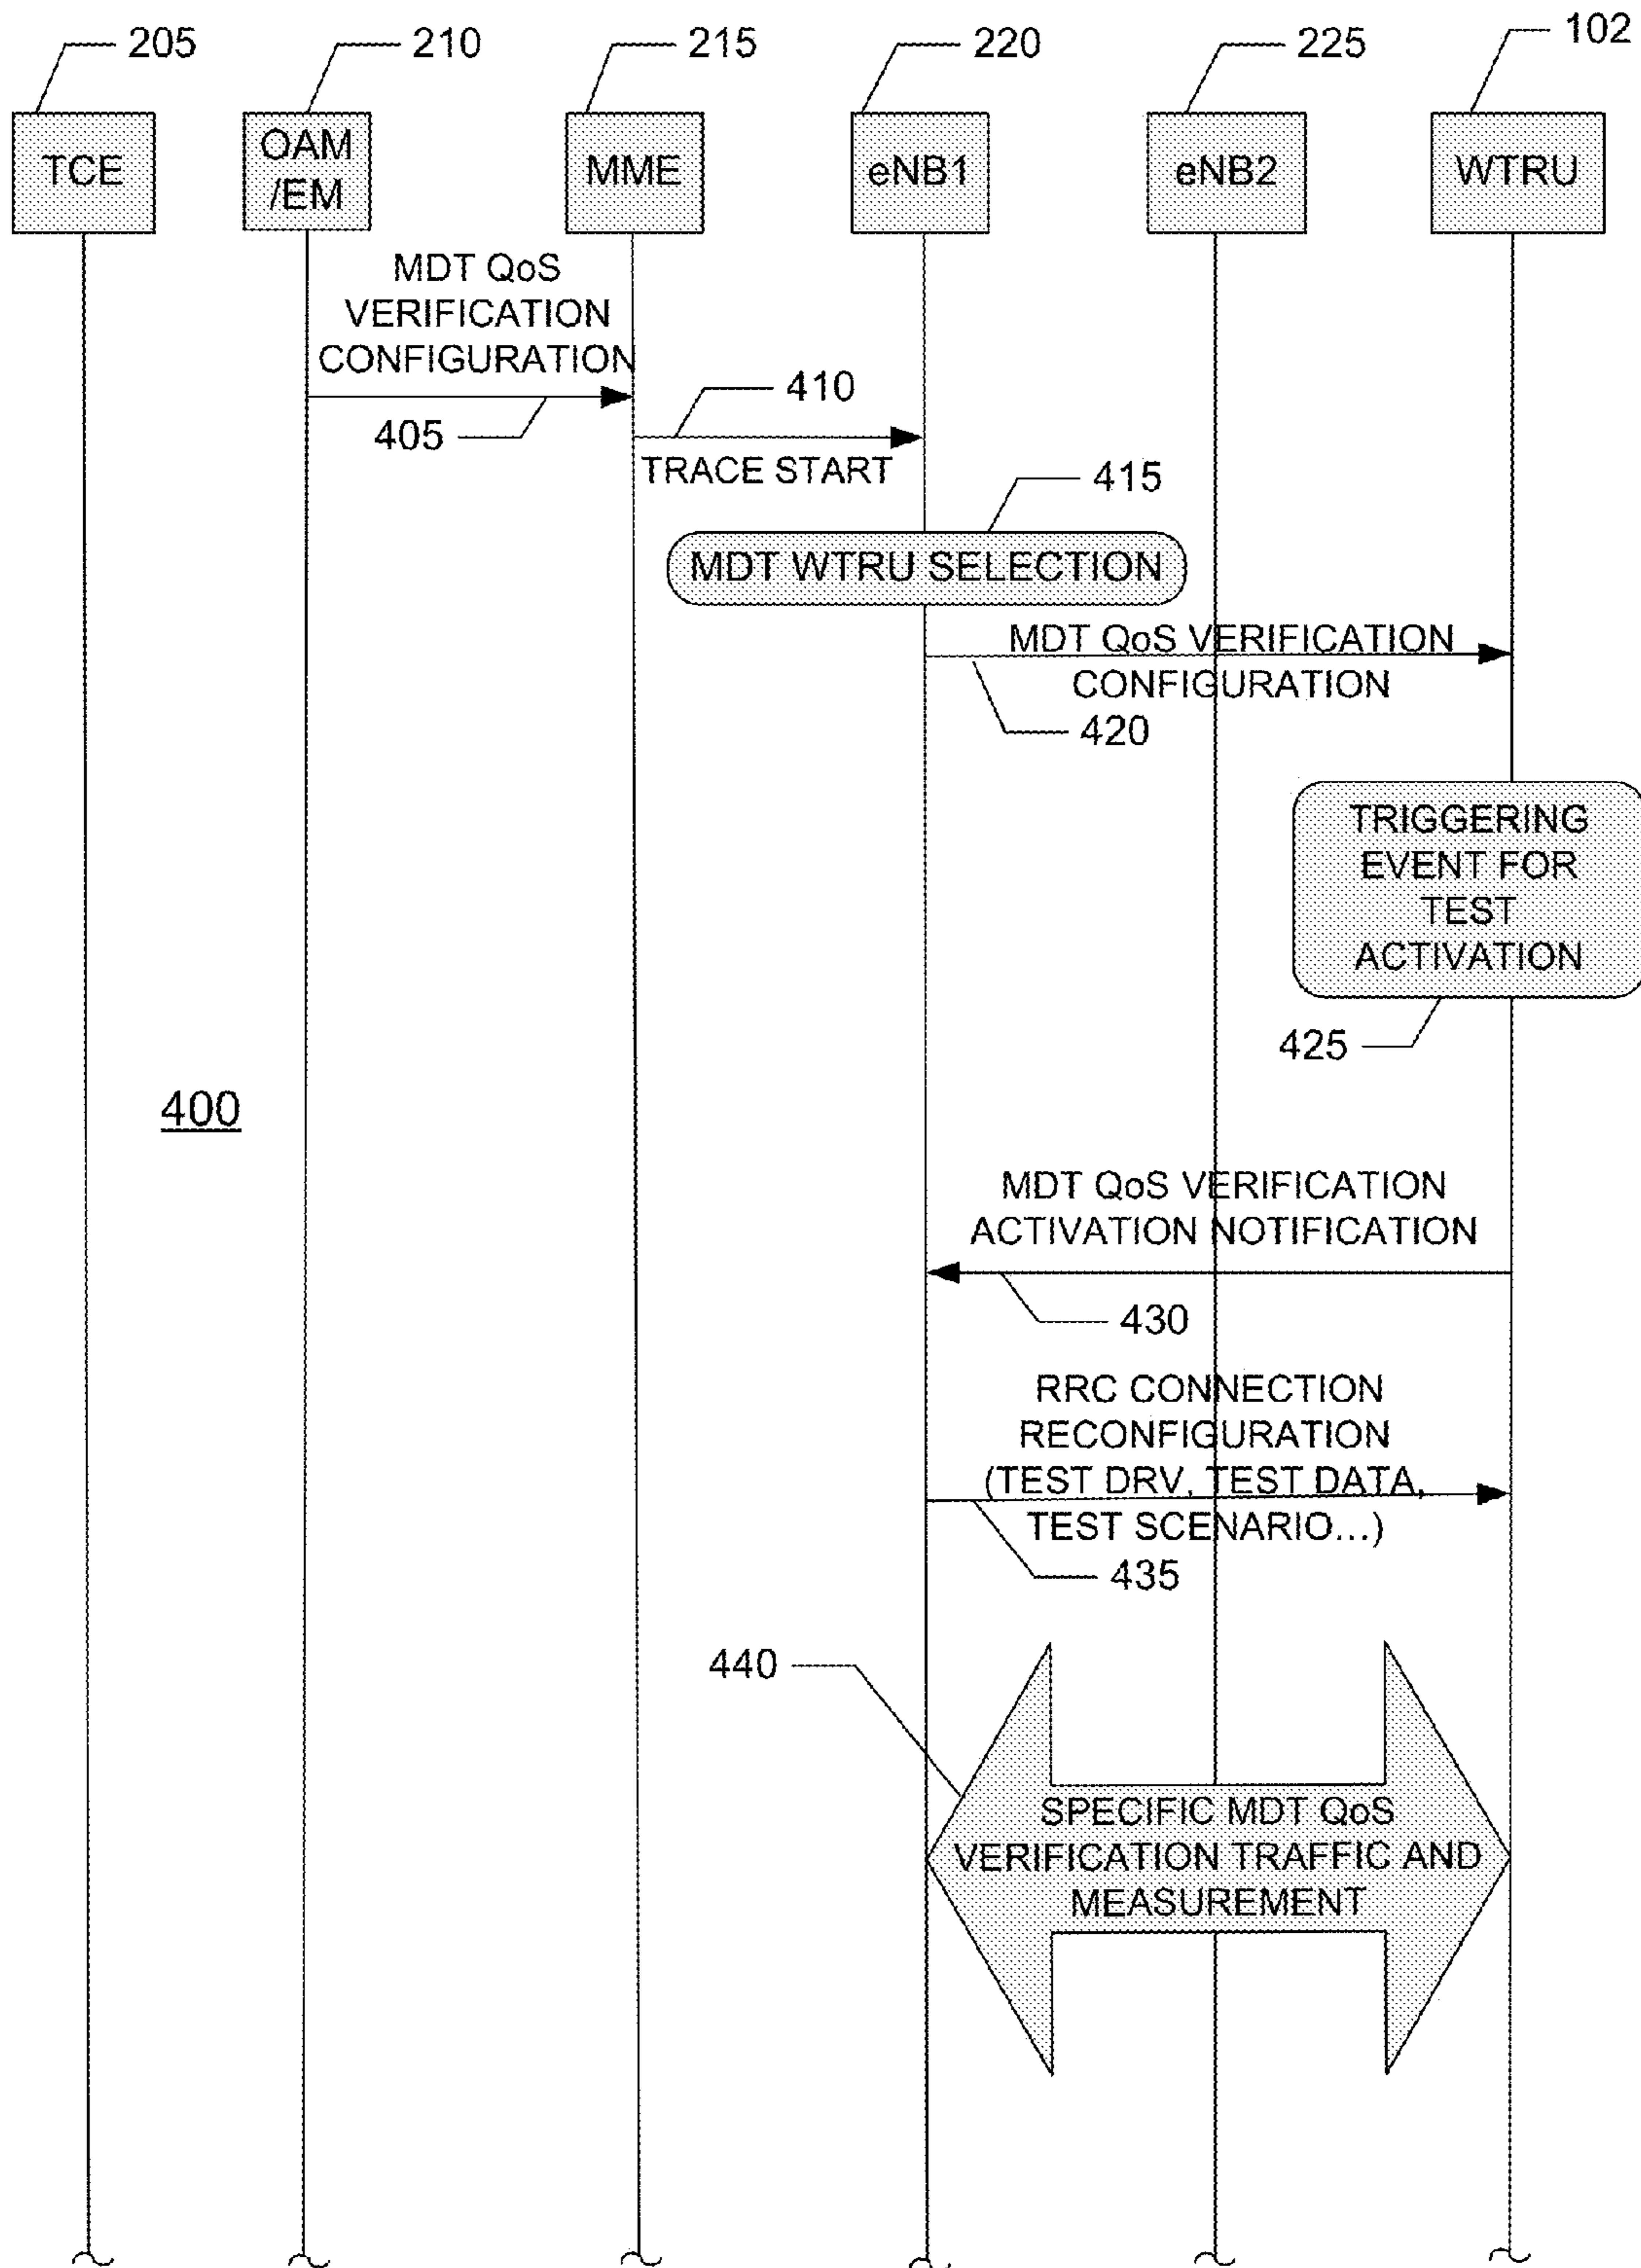 205
210
215
220
225
102
TCE
OAM
/EM
MME
eNB1
eNB2
WTRU
MDT QoS
VERIFICATION
CONFIGURATION
405
410
TRACE START
415
MDT WTRU SELECTION
MDT QoS VERIFICATION
CONFIGURATION
420
TRIGGERING
EVENT FOR
TEST
ACTIVATION
425
400
MDT QoS VERIFICATION
ACTIVATION NOTIFICATION
430
RRC CONNECTION
RECONFIGURATION
(TEST DRV, TEST DATA,
TEST SCENARIO...)
435
440
SPECIFIC MDT QoS
VERIFICATION TRAFFIC AND
MEASUREMENT